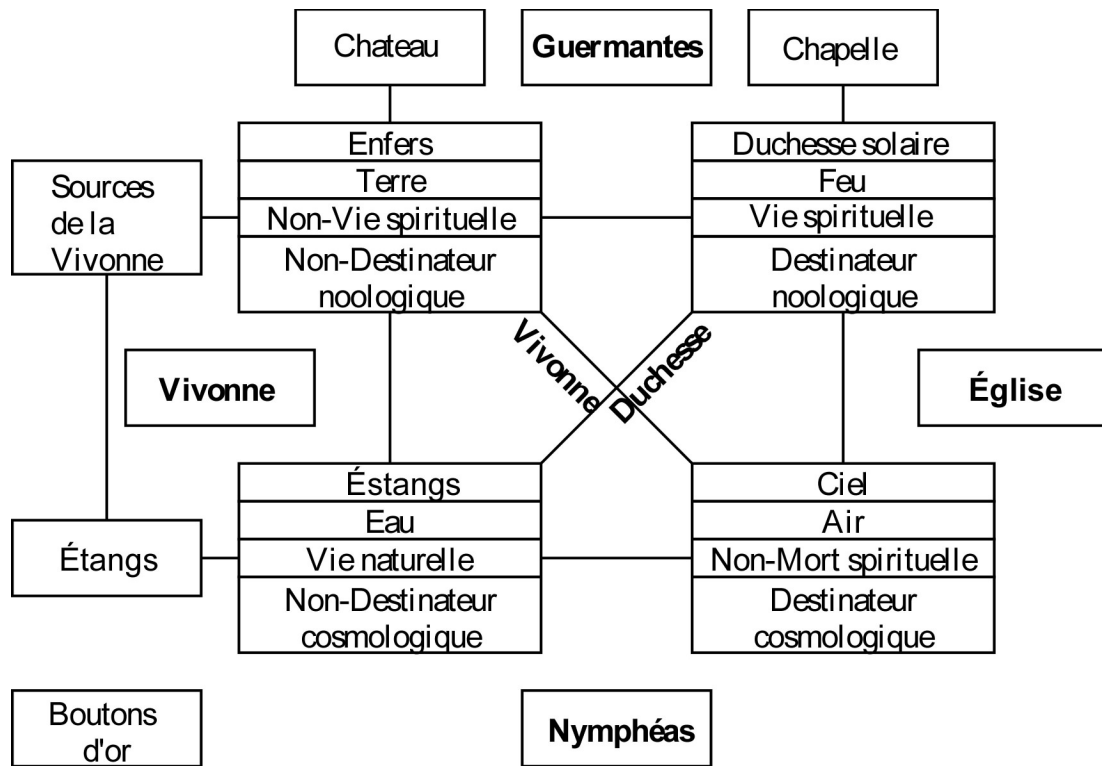 Chateau
Guermantes
Chapelle
Enfers
Terre
Non-Vie spirituelle
Non-Destinateur
noologique
Duchesse solaire
Feu
Vie spirituelle
Destinateur
noologique
Sources
de la
Vivonne
Vivonne
Vivonne
Duchesse
Église
Éstangs
Eau
Vie naturelle
Non-Destinateur
cosmologique
Ciel
Air
Non-Mort spirituelle
Destinateur
cosmologique
Étangs
Boutons
d'or
Nymphéas